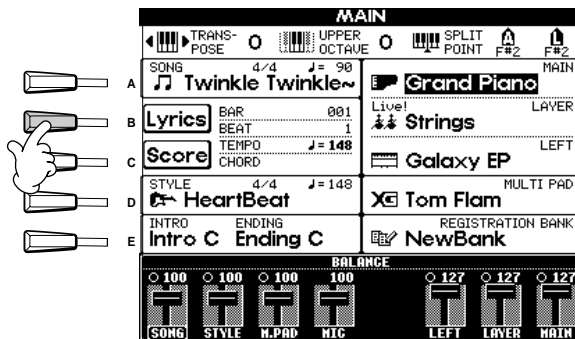 MAIN
TRANS-
POSE 0 UPPER
OCTAVE 0 SPLIT
POINT A
F#2 L
F#2
A SONG 4/4 ♩= 90
Twinkle Twinkle~
MAIN
Grand Piano
B Lyrics BAR 001
BEAT 1
Live! LAYER
Strings
C Score TEMPO ♩=148
CHORD
LEFT
Galaxy EP
D STYLE 4/4 ♩=148
HeartBeat
MULTI PAD
Tom Flam
E INTRO ENDING
Intro C Ending C
REGISTRATION BANK
NewBank
BALANCE
100 100 100 100 127 127 127
SONG STYLE M.PAD MIC LEFT LAYER MAIN